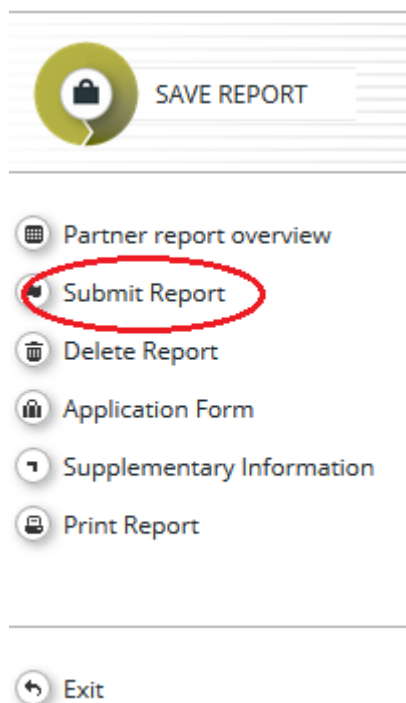 SAVE REPORT
Partner report overview
Submit Report
Delete Report
Application Form
Supplementary Information
Print Report
Exit